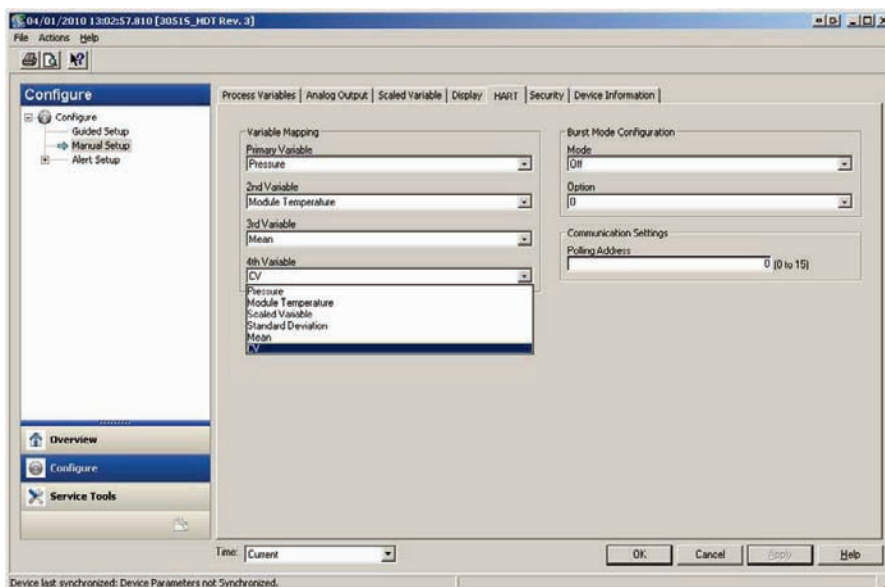 04/01/2010 13:02:57.810 [3051S_HDT Rev. 3]
File Actions Help
Configure
Configure
Guided Setup
Manual Setup
Alert Setup
Overview
Configure
Service Tools
Process Variables Analog Output Scaled Variable Display HART Security Device Information
Variable Mapping
Primary Variable
Pressure
2nd Variable
Module Temperature
3rd Variable
Mean
4th Variable
CV
Pressure
Module Temperature
Scaled Variable
Standard Deviation
Mean
CV
Burst Mode Configuration
Mode
Off
Option
0
Communication Settings
Polling Address
0 (0 to 15)
Time: Current
OK Cancel Apply Help
Device last synchronized: Device Parameters not Synchronized.